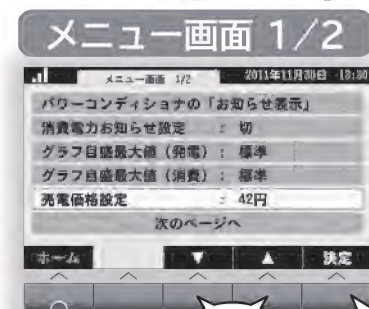 メニュー画面 1/2
メニュー画面 1/2 2011年11月30日 13:30
パワーコンディショナの「お知らせ表示」
消費電力お知らせ設定 : 切
グラフ目盛最大値（発電） : 標準
グラフ目盛最大値（消費） : 標準
売電価格設定 : 42円
次のページへ
ホーム ▼ ▲ 決定